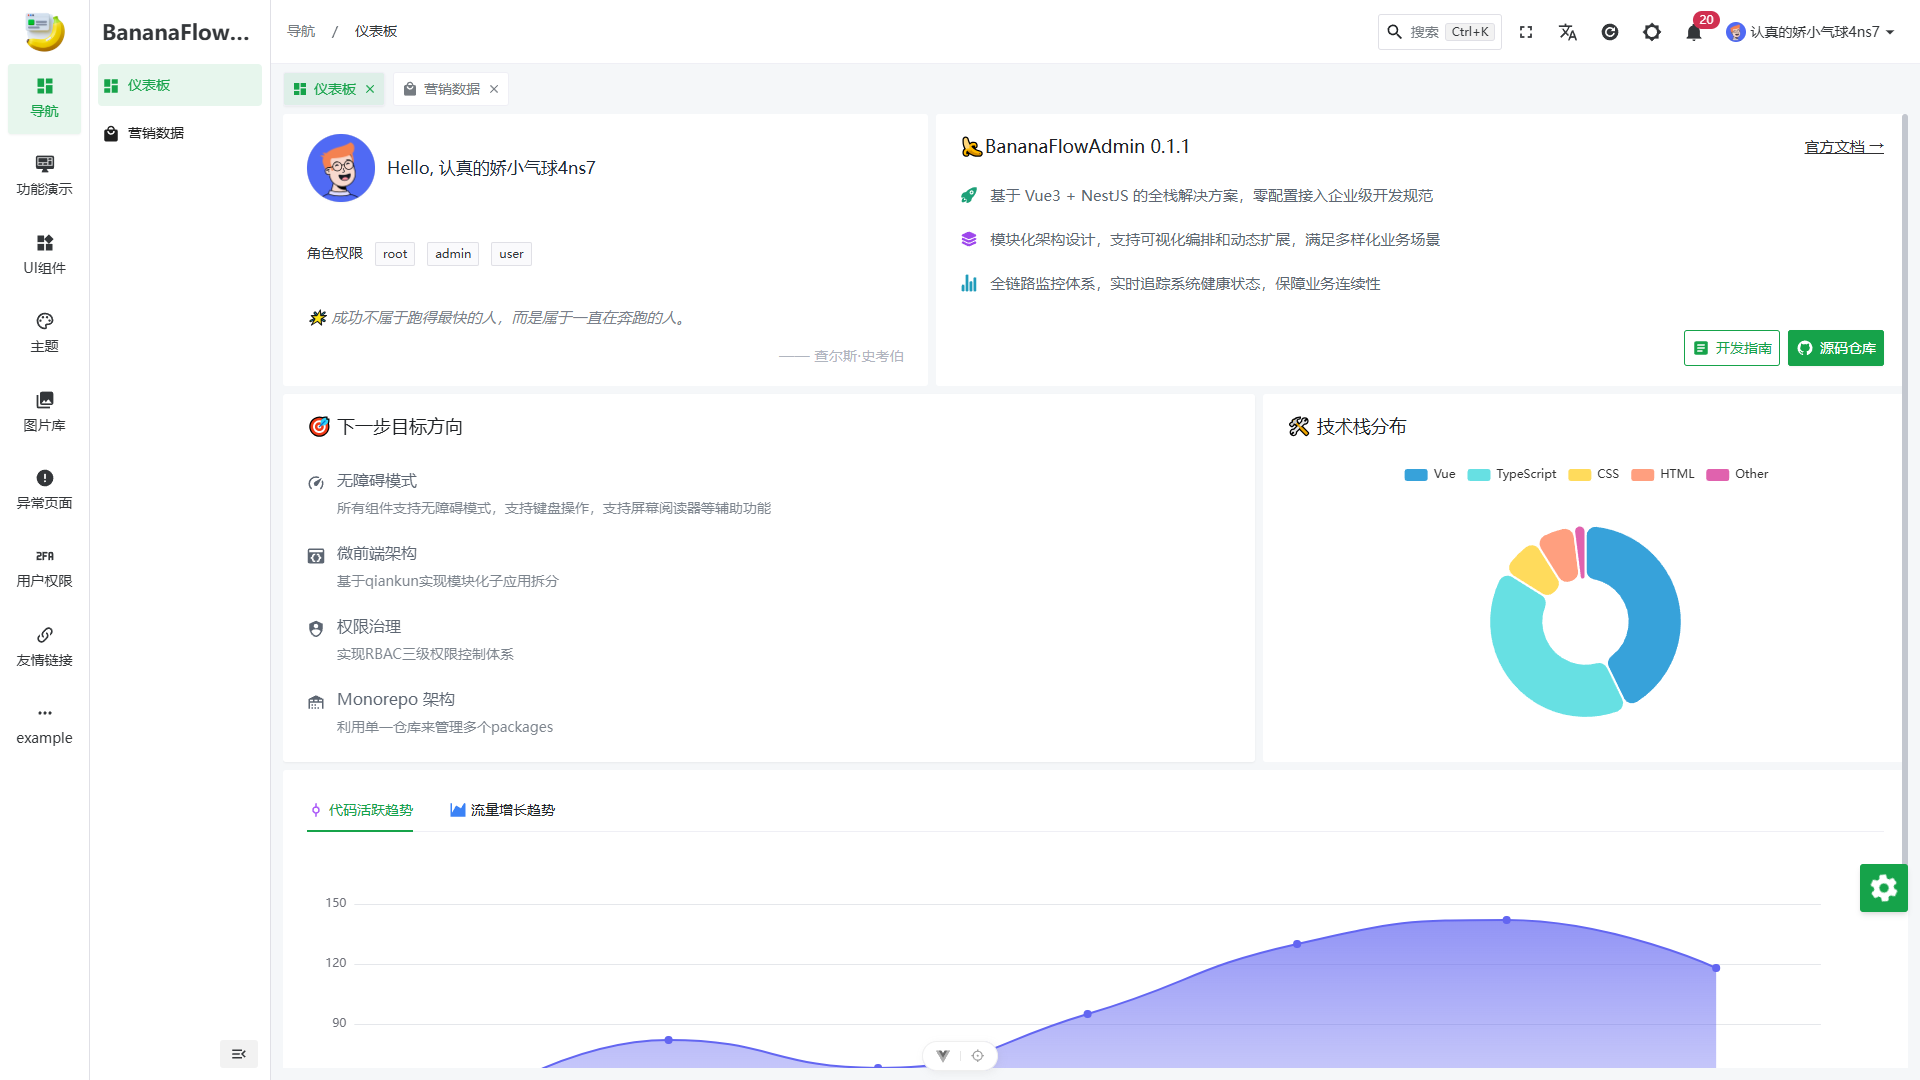 BananaFlow...
导航 / 仪表板
搜索 Ctrl+K
20
认真的娇小气球4ns7
导航
功能演示
UI组件
主题
图片库
异常页面
2FA
用户权限
友情链接
example
仪表板
营销数据
仪表板
营销数据
Hello, 认真的娇小气球4ns7
角色权限 root admin user
成功不属于跑得最快的人，而是属于一直在奔跑的人。
—— 查尔斯·史考伯
BananaFlowAdmin 0.1.1
官方文档 →
基于 Vue3 + NestJS 的全栈解决方案，零配置接入企业级开发规范
模块化架构设计，支持可视化编排和动态扩展，满足多样化业务场景
全链路监控体系，实时追踪系统健康状态，保障业务连续性
开发指南
源码仓库
下一步目标方向
无障碍模式
所有组件支持无障碍模式，支持键盘操作，支持屏幕阅读器等辅助功能
微前端架构
基于qiankun实现模块化子应用拆分
权限治理
实现RBAC三级权限控制体系
Monorepo 架构
利用单一仓库来管理多个packages
技术栈分布
Vue TypeScript CSS HTML Other
代码活跃趋势
流量增长趋势
150
120
90